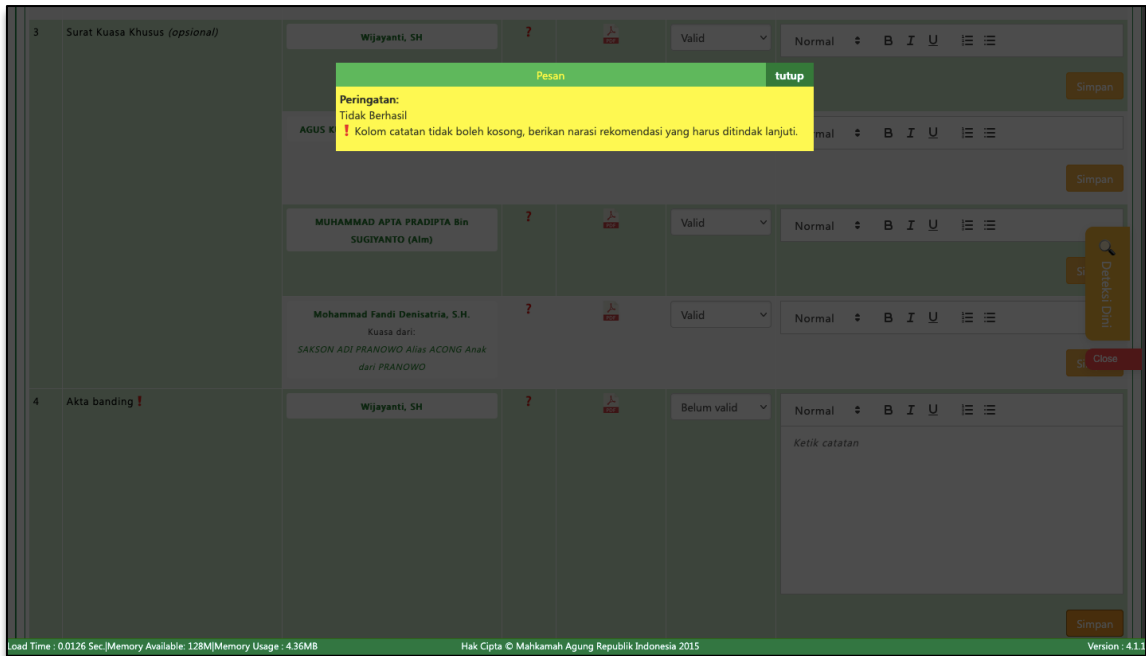 3 Surat Kuasa Khusus (opsional) Wijayanti, SH ? PDF Valid Normal B I U
Simpan
Pesan tutup
Peringatan:
Tidak Berhasil
❗ Kolom catatan tidak boleh kosong, berikan narasi rekomendasi yang harus ditindak lanjuti.
AGUS
B I U
Simpan
MUHAMMAD APTA PRADIPTA Bin ? PDF Valid Normal B I U
SUGIYANTO (Alm)
🔍 Deteksi Dini
Mohammad Fandi Denisatria, S.H. ? PDF Valid Normal B I U
Kuasa dari:
SAKSON ADI PRANOWO Alias ACONG Anak
dari PRANOWO
Close
4 Akta banding ❗ Wijayanti, SH ? PDF Belum valid Normal B I U
Ketik catatan
Simpan
Load Time : 0.0126 Sec.|Memory Available: 128M|Memory Usage : 4.36MB Hak Cipta © Mahkamah Agung Republik Indonesia 2015 Version : 4.1.1